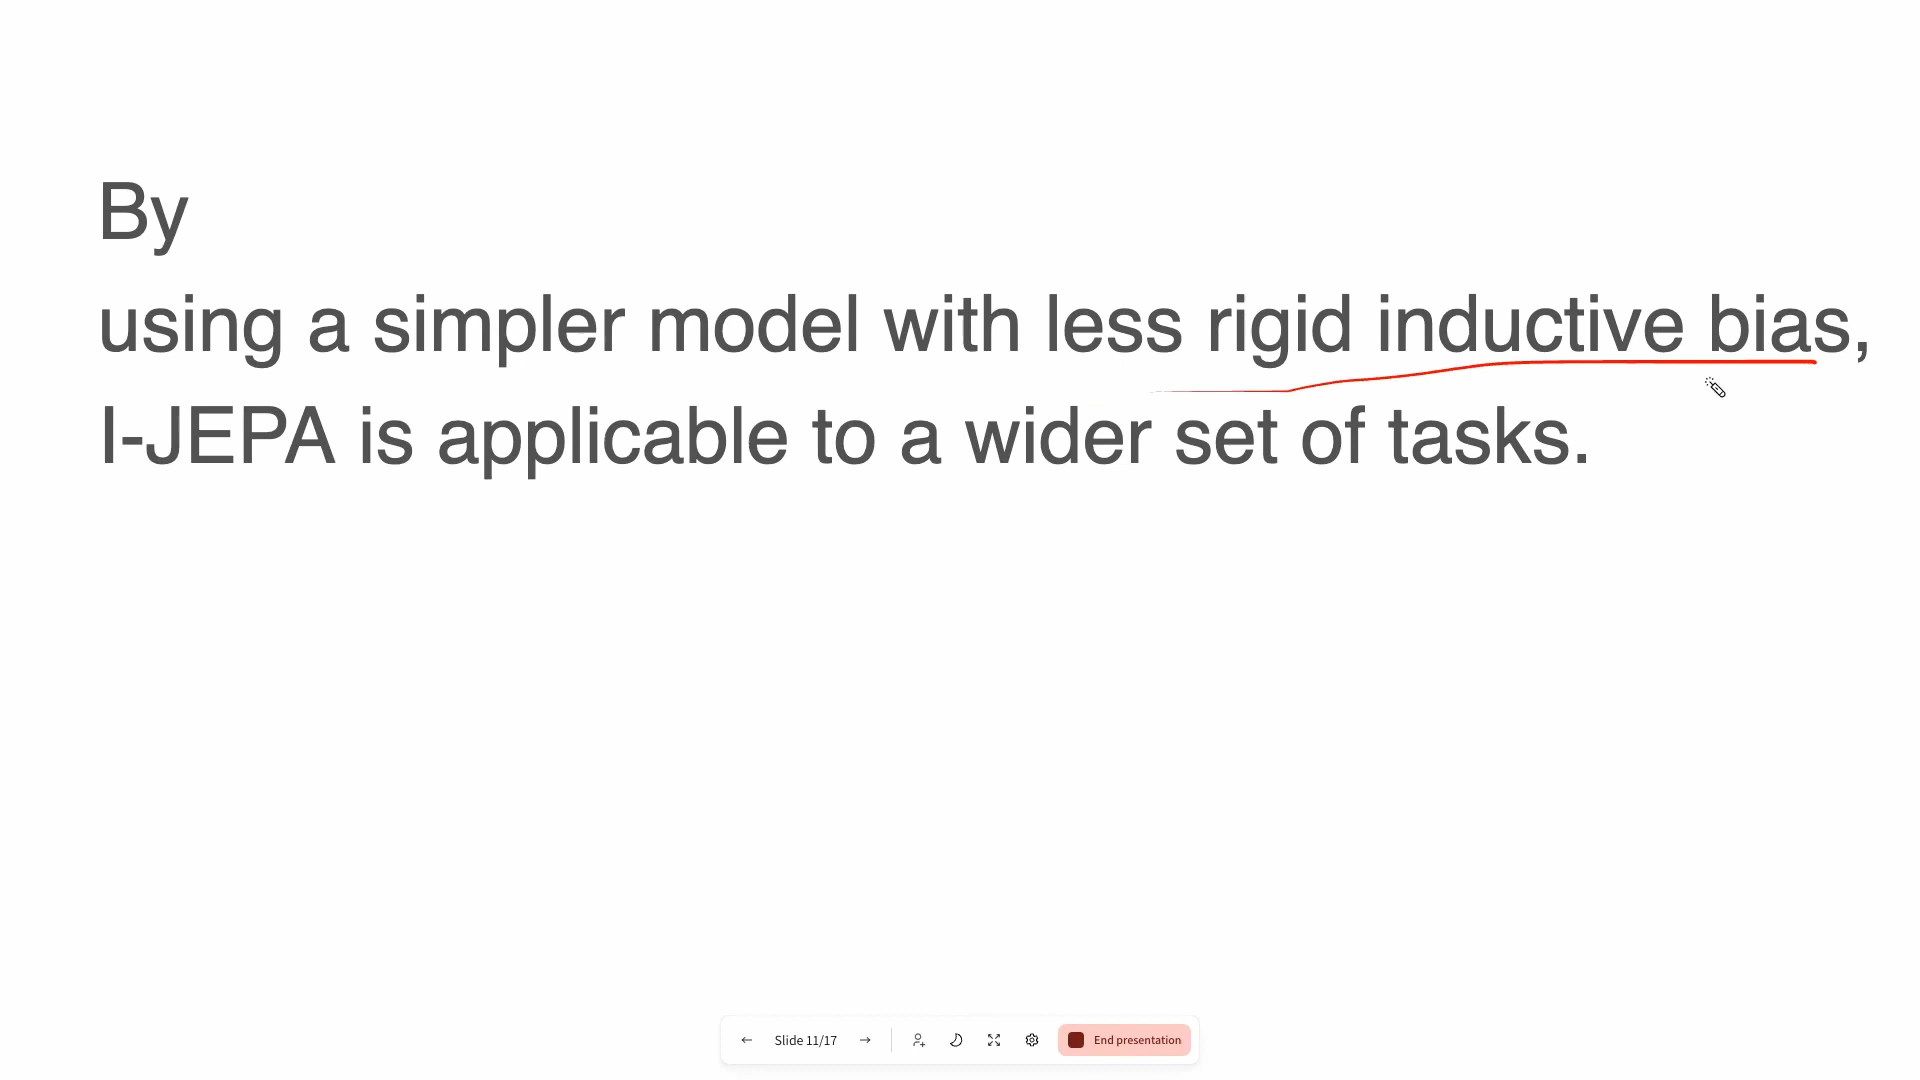 By
using a simpler model with less rigid inductive bias,
I-JEPA is applicable to a wider set of tasks.
Slide 11/17
End presentation